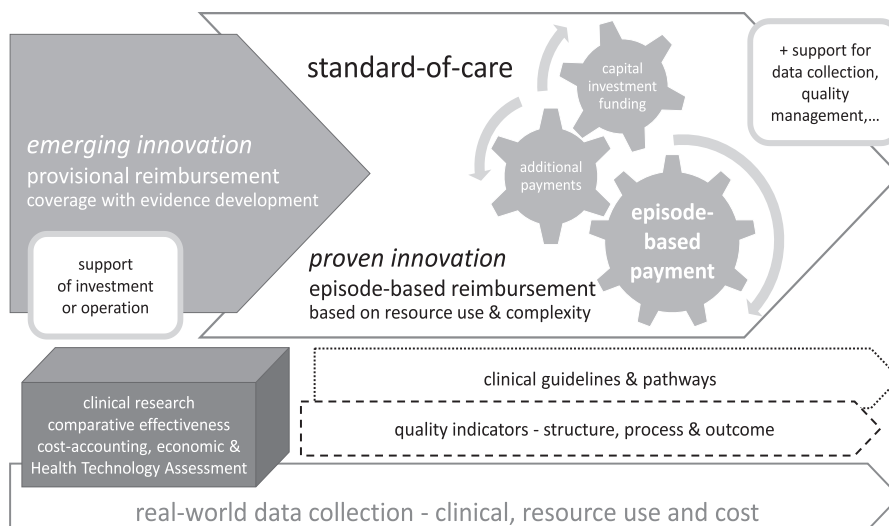 standard-of-care
emerging innovation
provisional reimbursement
coverage with evidence development
support
of investment
or operation
capital
investment
funding
additional
payments
episode-
based
payment
+ support for
data collection,
quality
management,...
proven innovation
episode-based reimbursement
based on resource use & complexity
clinical research
comparative effectiveness
cost-accounting, economic &
Health Technology Assessment
clinical guidelines & pathways
quality indicators - structure, process & outcome
real-world data collection - clinical, resource use and cost